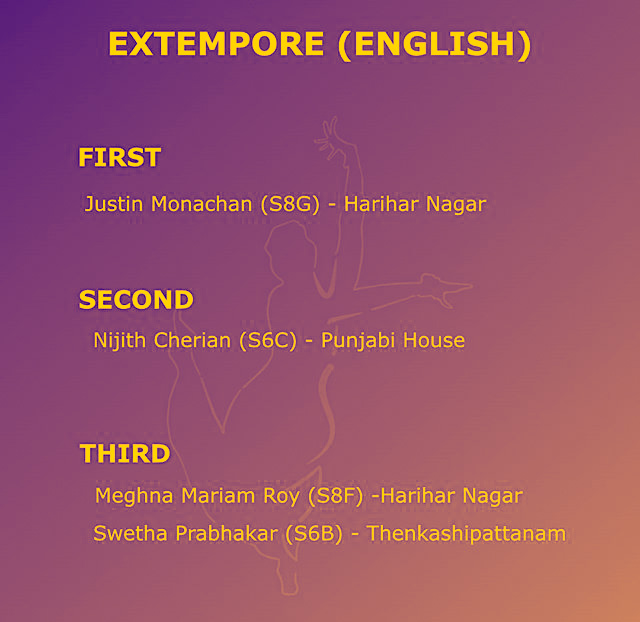 EXTEMPORE (ENGLISH)
FIRST
Justin Monachan (S8G) - Harihar Nagar
SECOND
Nijith Cherian (S6C) - Punjabi House
THIRD
Meghna Mariam Roy (S8F) -Harihar Nagar
Swetha Prabhakar (S6B) - Thenkashipattanam